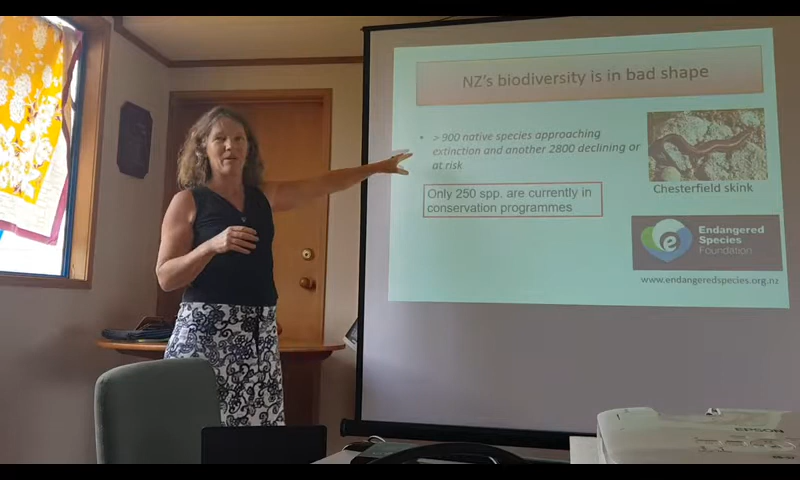 NZ's biodiversity is in bad shape
• > 900 native species approaching
extinction and another 2800 declining or
at risk
Only 250 spp. are currently in
conservation programmes
Chesterfield skink
e
Endangered
Species
Foundation
www.endangeredspecies.org.nz
EPSON